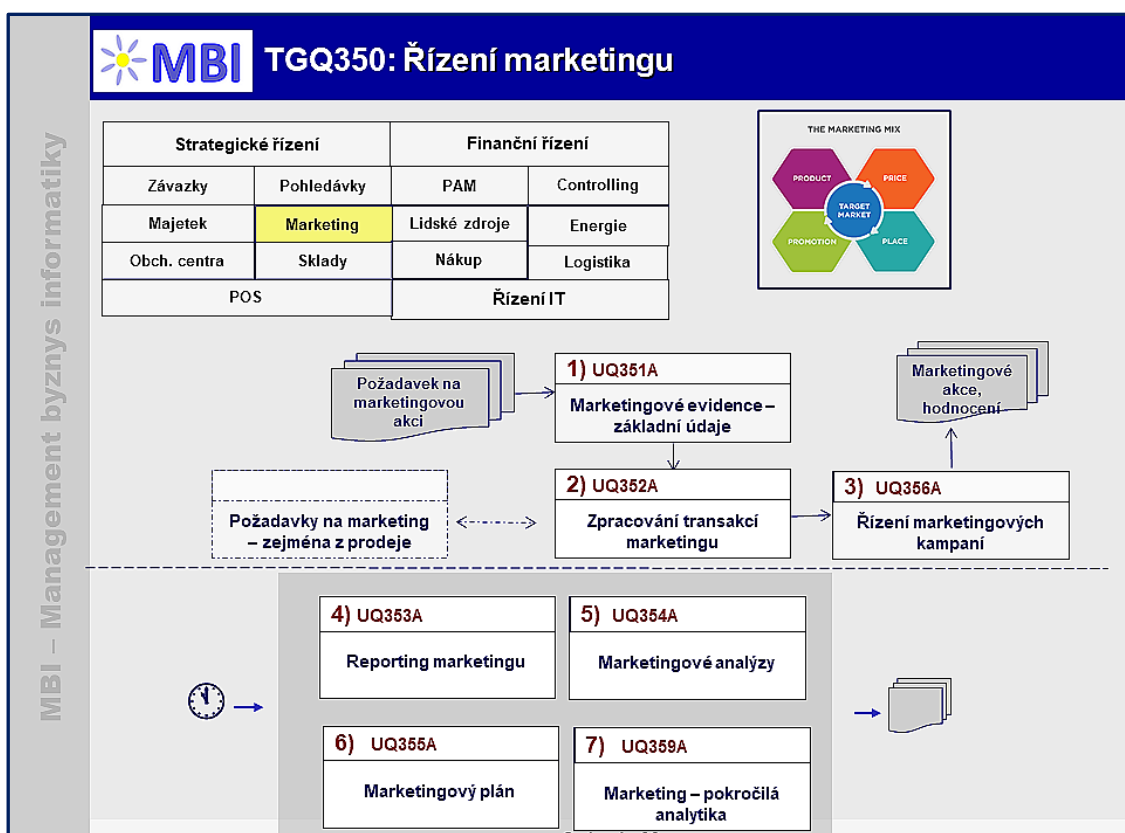 MBI
TGQ350: Řízení marketingu
MBI – Management byznys informatiky
Strategické řízení
Finanční řízení
Závazky
Pohledávky
PAM
Controlling
Majetek
Marketing
Lidské zdroje
Energie
Obch. centra
Sklady
Nákup
Logistika
POS
Řízení IT
THE MARKETING MIX
PRODUCT
PRICE
TARGET
MARKET
PROMOTION
PLACE
Požadavek na
marketingovou
akci
1) UQ351A
Marketingové evidence –
základní údaje
Marketingové
akce,
hodnocení
Požadavky na marketing
– zejména z prodeje
2) UQ352A
Zpracování transakcí
marketingu
3) UQ356A
Řízení marketingových
kampaní
4) UQ353A
Reporting marketingu
5) UQ354A
Marketingové analýzy
6) UQ355A
Marketingový plán
7) UQ359A
Marketing – pokročilá
analytika